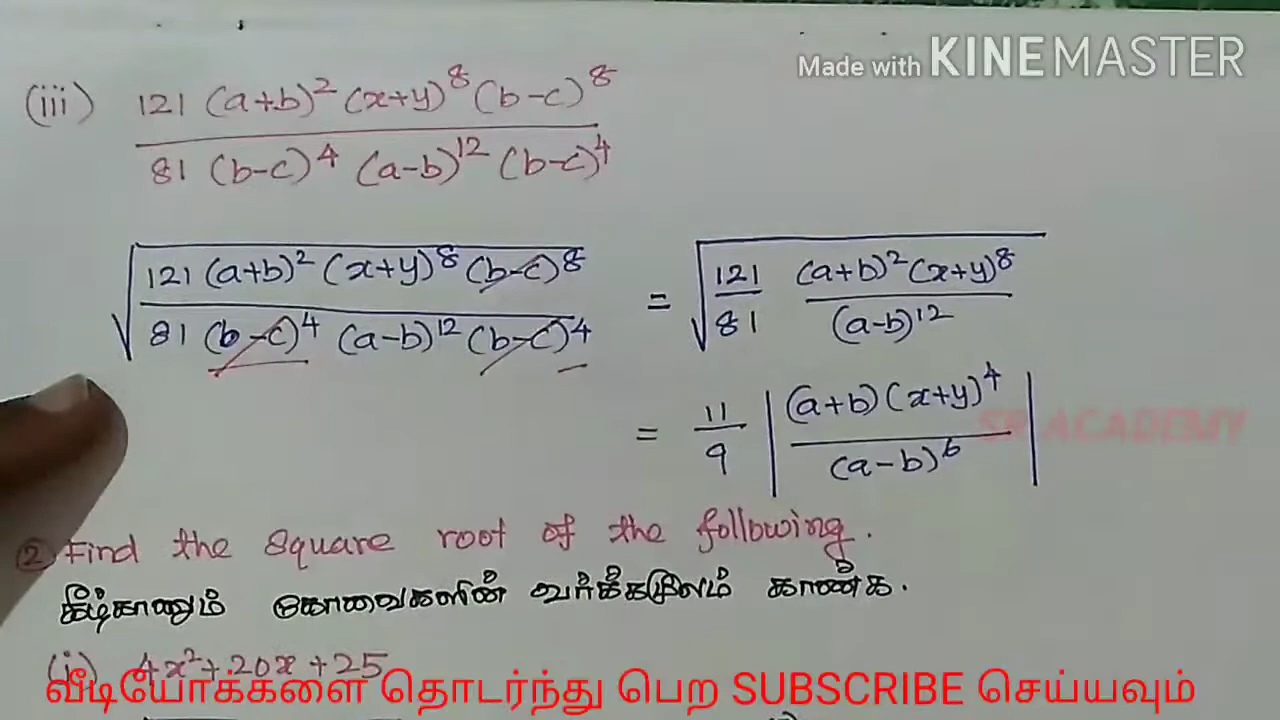 Made with KINEMASTER
(iii) 121 (a+b)² (x+y)⁸ (b-c)⁸
81 (b-c)⁴ (a-b)¹² (b-c)⁴
√ 121 (a+b)² (x+y)⁸ (b-c)⁸ = √ 121 (a+b)² (x+y)⁸
81 (b-c)⁴ (a-b)¹² (b-c)⁴ 81 (a-b)¹²
= 11 | (a+b) (x+y)⁴ |
9 (a-b)⁶
SR ACADEMY
② Find the square root of the following.
கீழ்காணும் கோவைகளின் வர்க்கமூலம் காண்க.
(i) 4x²+20x+25
வீடியோக்களை தொடர்ந்து பெற SUBSCRIBE செய்யவும்